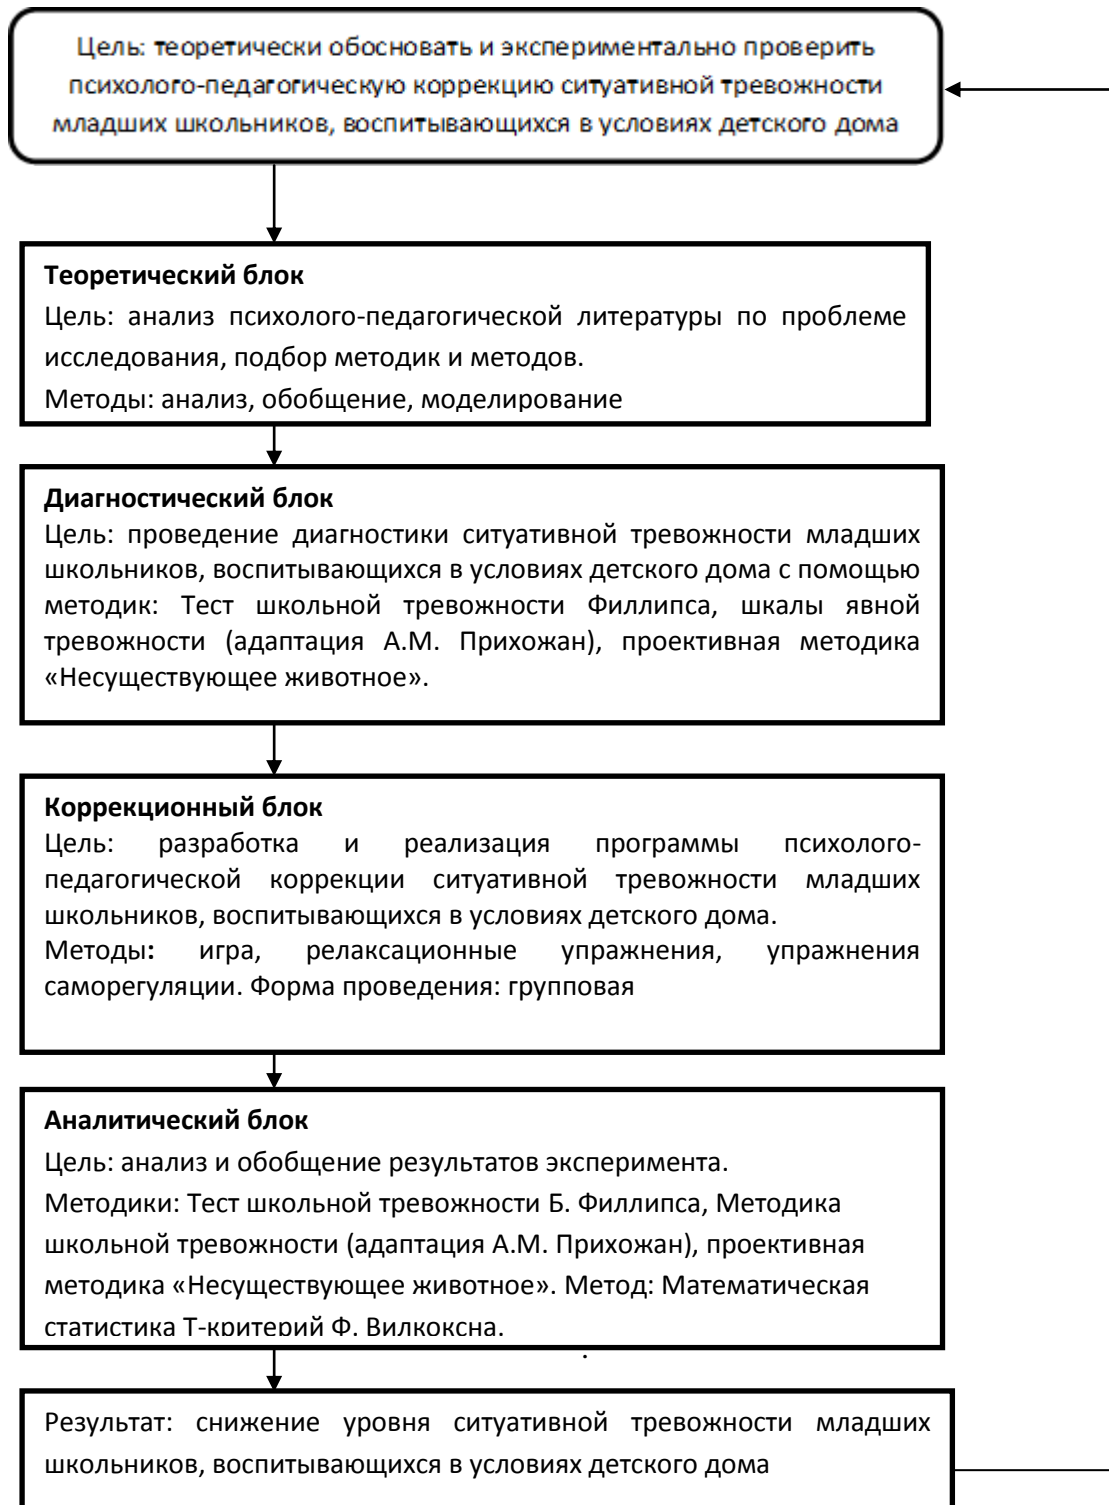 Цель: теоретически обосновать и экспериментально проверить
психолого-педагогическую коррекцию ситуативной тревожности
младших школьников, воспитывающихся в условиях детского дома
Теоретический блок
Цель: анализ психолого-педагогической литературы по проблеме
исследования, подбор методик и методов.
Методы: анализ, обобщение, моделирование
Диагностический блок
Цель: проведение диагностики ситуативной тревожности младших
школьников, воспитывающихся в условиях детского дома с помощью
методик: Тест школьной тревожности Филлипса, шкалы явной
тревожности (адаптация А.М. Прихожан), проективная методика
«Несуществующее животное».
Коррекционный блок
Цель: разработка и реализация программы психолого-
педагогической коррекции ситуативной тревожности младших
школьников, воспитывающихся в условиях детского дома.
Методы: игра, релаксационные упражнения, упражнения
саморегуляции. Форма проведения: групповая
Аналитический блок
Цель: анализ и обобщение результатов эксперимента.
Методики: Тест школьной тревожности Б. Филлипса, Методика
школьной тревожности (адаптация А.М. Прихожан), проективная
методика «Несуществующее животное». Метод: Математическая
статистика Т-критерий Ф. Вилкоксна.
.
Результат: снижение уровня ситуативной тревожности младших
школьников, воспитывающихся в условиях детского дома